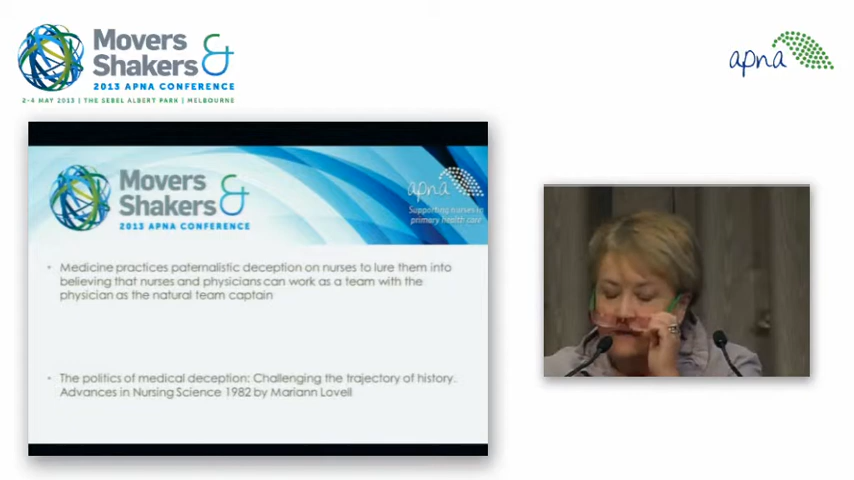 Movers &
Shakers
2013 APNA CONFERENCE
2-4 MAY 2013 | THE SEBEL ALBERT PARK | MELBOURNE
apna
Movers &
Shakers
2013 APNA CONFERENCE
apna
Supporting nurses in
primary health care
• Medicine practices paternalistic deception on nurses to lure them into
believing that nurses and physicians can work as a team with the
physician as the natural team captain
• The politics of medical deception: Challenging the trajectory of history.
Advances in Nursing Science 1982 by Mariann Lovell